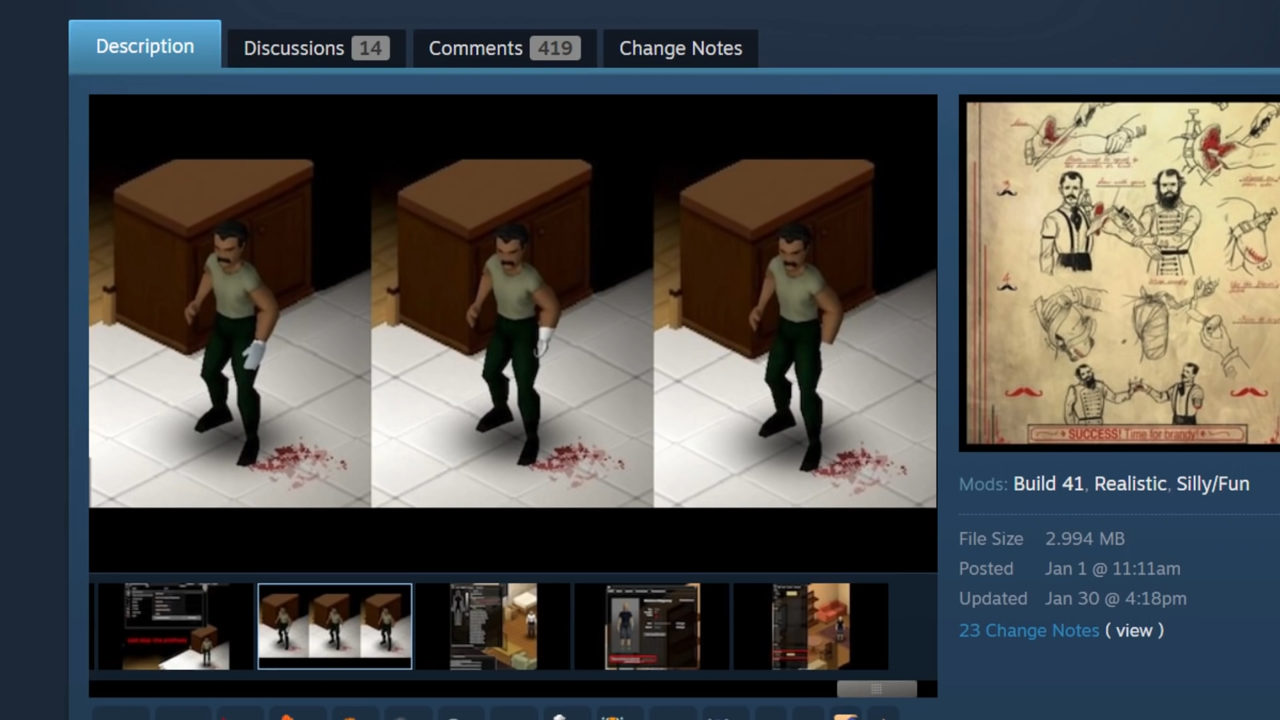 Description
Discussions 14
Comments 419
Change Notes
SUCCESS! Time for brandy!
Mods: Build 41, Realistic, Silly/Fun
File Size 2.994 MB
Posted Jan 1 @ 11:11am
Updated Jan 30 @ 4:18pm
23 Change Notes ( view )